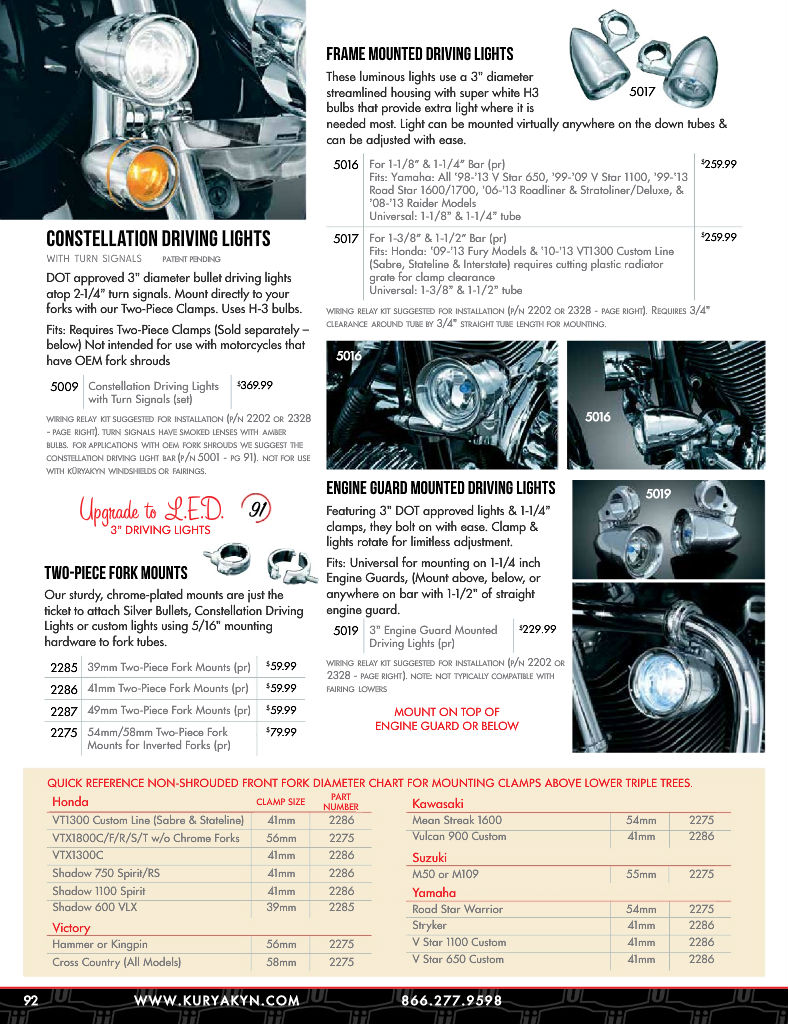 CONSTELLATION DRIVING LIGHTS
WITH TURN SIGNALS PATENT PENDING
DOT approved 3" diameter bullet driving lights
atop 2-1/4" turn signals. Mount directly to your
forks with our Two-Piece Clamps. Uses H-3 bulbs.
Fits: Requires Two-Piece Clamps (Sold separately –
below) Not intended for use with motorcycles that
have OEM fork shrouds
5009 Constellation Driving Lights $369.99
with Turn Signals (set)
WIRING RELAY KIT SUGGESTED FOR INSTALLATION (P/N 2202 OR 2328
- PAGE RIGHT). TURN SIGNALS HAVE SMOKED LENSES WITH AMBER
BULBS. FOR APPLICATIONS WITH OEM FORK SHROUDS WE SUGGEST THE
CONSTELLATION DRIVING LIGHT BAR (P/N 5001 - PG 91). NOT FOR USE
WITH KÜRYAKYN WINDSHIELDS OR FAIRINGS.
Upgrade to L.E.D. 91
3" DRIVING LIGHTS
TWO-PIECE FORK MOUNTS
Our sturdy, chrome-plated mounts are just the
ticket to attach Silver Bullets, Constellation Driving
Lights or custom lights using 5/16" mounting
hardware to fork tubes.
2285 39mm Two-Piece Fork Mounts (pr) $59.99
2286 41mm Two-Piece Fork Mounts (pr) $59.99
2287 49mm Two-Piece Fork Mounts (pr) $59.99
2275 54mm/58mm Two-Piece Fork $79.99
Mounts for Inverted Forks (pr)
FRAME MOUNTED DRIVING LIGHTS
These luminous lights use a 3" diameter
streamlined housing with super white H3
bulbs that provide extra light where it is
needed most. Light can be mounted virtually anywhere on the down tubes &
can be adjusted with ease.
5017
5016 For 1-1/8" & 1-1/4" Bar (pr) $259.99
Fits: Yamaha: All '98-'13 V Star 650, '99-'09 V Star 1100, '99-'13
Road Star 1600/1700, '06-'13 Roadliner & Stratoliner/Deluxe, &
'08-'13 Raider Models
Universal: 1-1/8" & 1-1/4" tube
5017 For 1-3/8" & 1-1/2" Bar (pr) $259.99
Fits: Honda: '09-'13 Fury Models & '10-'13 VT1300 Custom Line
(Sabre, Stateline & Interstate) requires cutting plastic radiator
grate for clamp clearance
Universal: 1-3/8" & 1-1/2" tube
WIRING RELAY KIT SUGGESTED FOR INSTALLATION (P/N 2202 OR 2328 - PAGE RIGHT). REQUIRES 3/4"
CLEARANCE AROUND TUBE BY 3/4" STRAIGHT TUBE LENGTH FOR MOUNTING.
5016
5016
ENGINE GUARD MOUNTED DRIVING LIGHTS
Featuring 3" DOT approved lights & 1-1/4"
clamps, they bolt on with ease. Clamp &
lights rotate for limitless adjustment.
Fits: Universal for mounting on 1-1/4 inch
Engine Guards, (Mount above, below, or
anywhere on bar with 1-1/2" of straight
engine guard.
5019 3" Engine Guard Mounted $229.99
Driving Lights (pr)
WIRING RELAY KIT SUGGESTED FOR INSTALLATION (P/N 2202 OR
2328 - PAGE RIGHT). NOTE: NOT TYPICALLY COMPATIBLE WITH
FAIRING LOWERS
MOUNT ON TOP OF
ENGINE GUARD OR BELOW
5019
QUICK REFERENCE NON-SHROUDED FRONT FORK DIAMETER CHART FOR MOUNTING CLAMPS ABOVE LOWER TRIPLE TREES.
Honda CLAMP SIZE PART NUMBER
VT1300 Custom Line (Sabre & Stateline) 41mm 2286
VTX1800C/F/R/S/T w/o Chrome Forks 56mm 2275
VTX1300C 41mm 2286
Shadow 750 Spirit/RS 41mm 2286
Shadow 1100 Spirit 41mm 2286
Shadow 600 VLX 39mm 2285
Victory
Hammer or Kingpin 56mm 2275
Cross Country (All Models) 58mm 2275
Kawasaki
Mean Streak 1600 54mm 2275
Vulcan 900 Custom 41mm 2286
Suzuki
M50 or M109 55mm 2275
Yamaha
Road Star Warrior 54mm 2275
Stryker 41mm 2286
V Star 1100 Custom 41mm 2286
V Star 650 Custom 41mm 2286
92 WWW.KURYAKYN.COM 866.277.9598